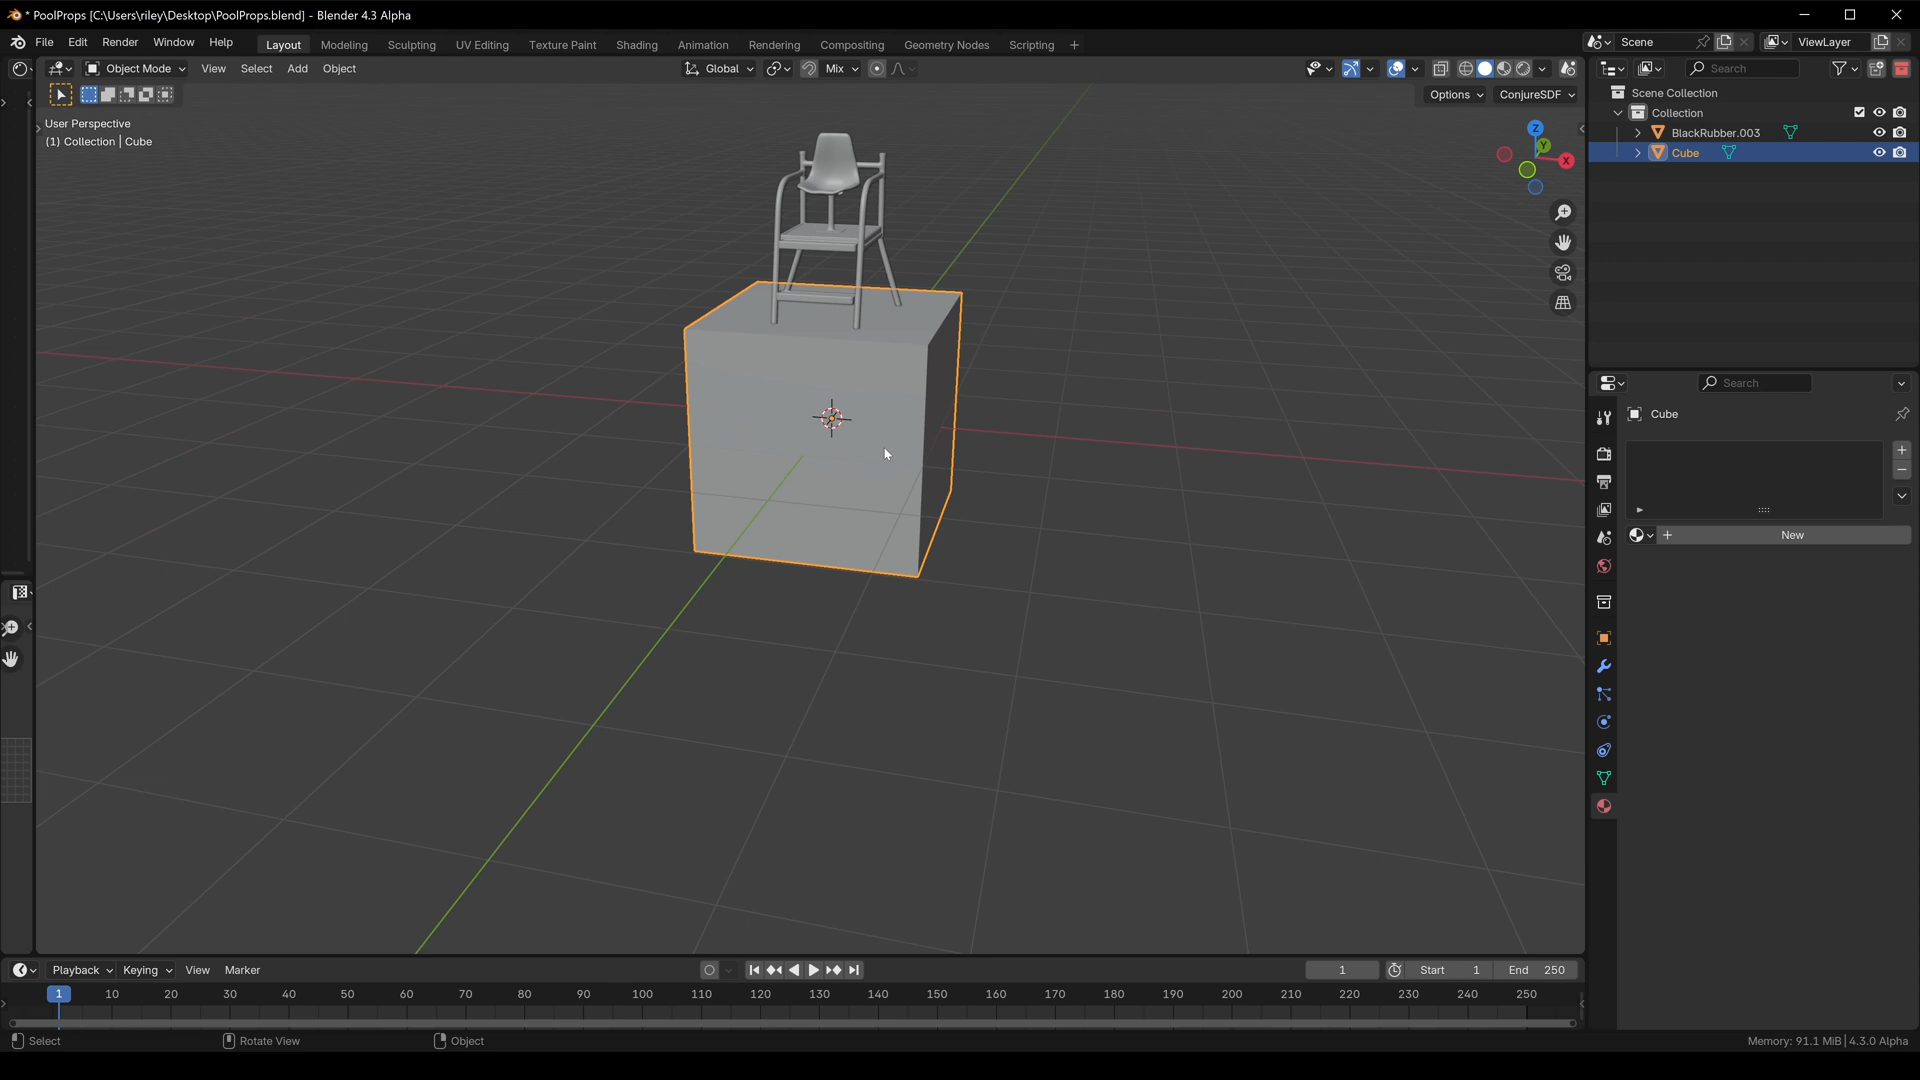 * PoolProps [C:\Users\riley\Desktop\PoolProps.blend] - Blender 4.3 Alpha
File Edit Render Window Help
Layout Modeling Sculpting UV Editing Texture Paint Shading Animation Rendering Compositing Geometry Nodes Scripting +
Scene
ViewLayer
Object Mode View Select Add Object
Global
Mix
Search
Options
ConjureSDF
User Perspective
(1) Collection | Cube
Z
Y
X
Scene Collection
Collection
BlackRubber.003
Cube
Search
Cube
+ New
Playback Keying View Marker
1
Start 1
End 250
1 10 20 30 40 50 60 70 80 90 100 110 120 130 140 150 160 170 180 190 200 210 220 230 240 250
Select
Rotate View
Object
Memory: 91.1 MiB | 4.3.0 Alpha